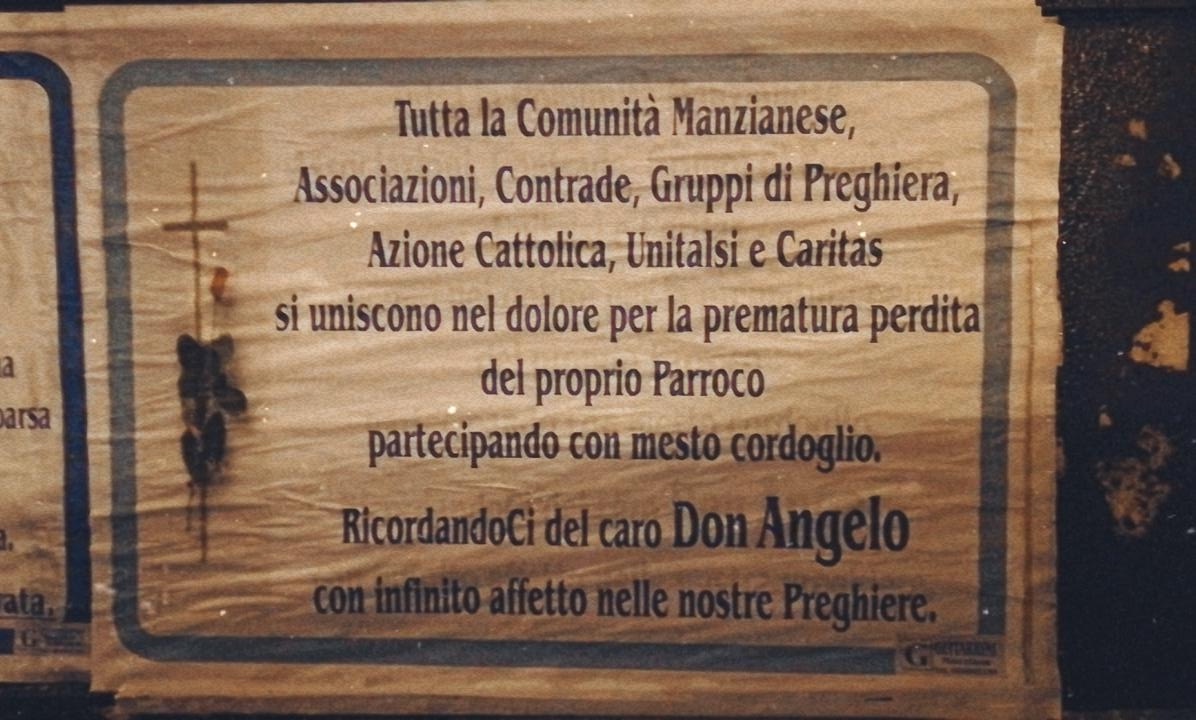 Tutta la Comunità Manzianese,
Associazioni, Contrade, Gruppi di Preghiera,
Azione Cattolica, Unitalsi e Caritas
si uniscono nel dolore per la prematura perdita
del proprio Parroco
partecipando con mesto cordoglio.
RicordandoCi del caro Don Angelo
con infinito affetto nelle nostre Preghiere.
G